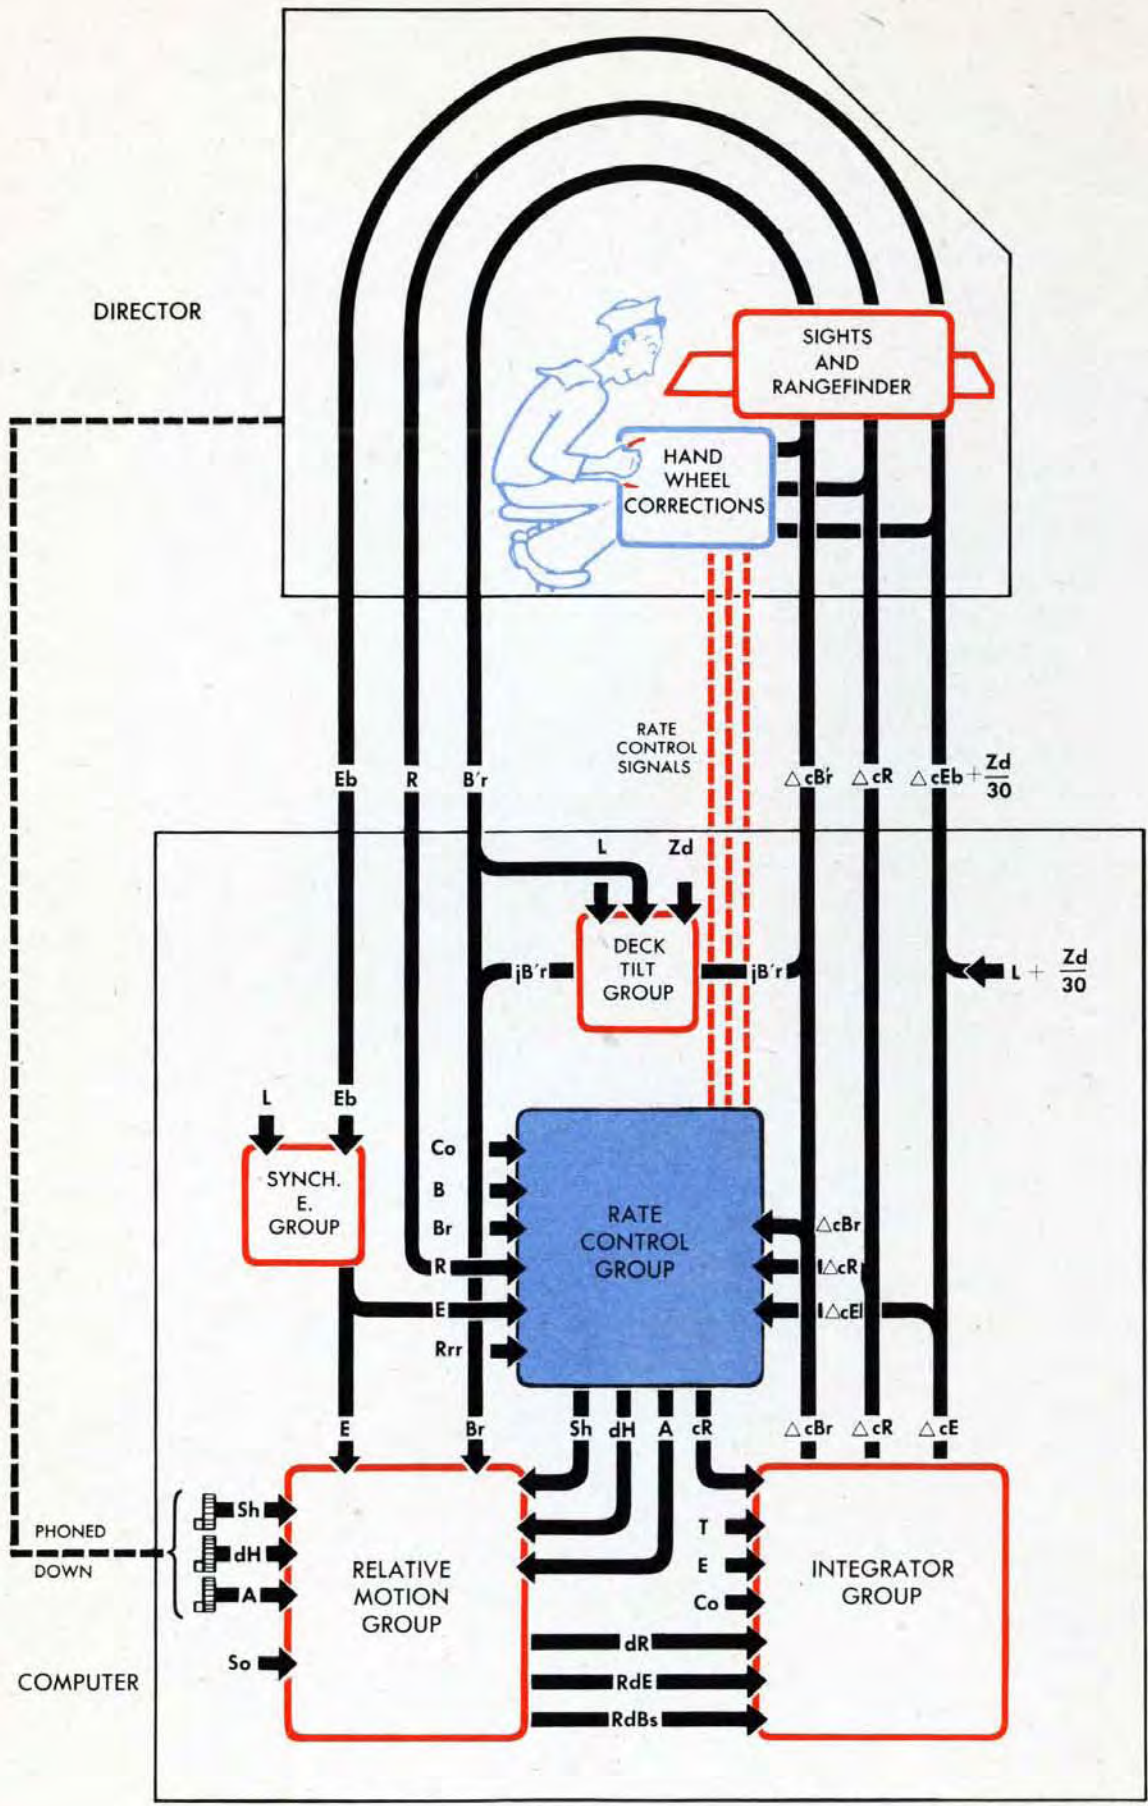 DIRECTOR
SIGHTS
AND
RANGEFINDER
HAND
WHEEL
CORRECTIONS
RATE
CONTROL
SIGNALS
Eb R B'r △cB'r △cR △cEb + Zd/30
L Zd
DECK
TILT
GROUP
jB'r jB'r L + Zd/30
L Eb
SYNCH.
E.
GROUP
Co
B
Br
R
E
Rrr
RATE
CONTROL
GROUP
△cBr
△cR
△cE
E Br Sh dH A cR △cBr △cR △cE
PHONED
DOWN
Sh
dH
A
So
RELATIVE
MOTION
GROUP
T
E
Co
dR
RdE
RdBs
INTEGRATOR
GROUP
COMPUTER